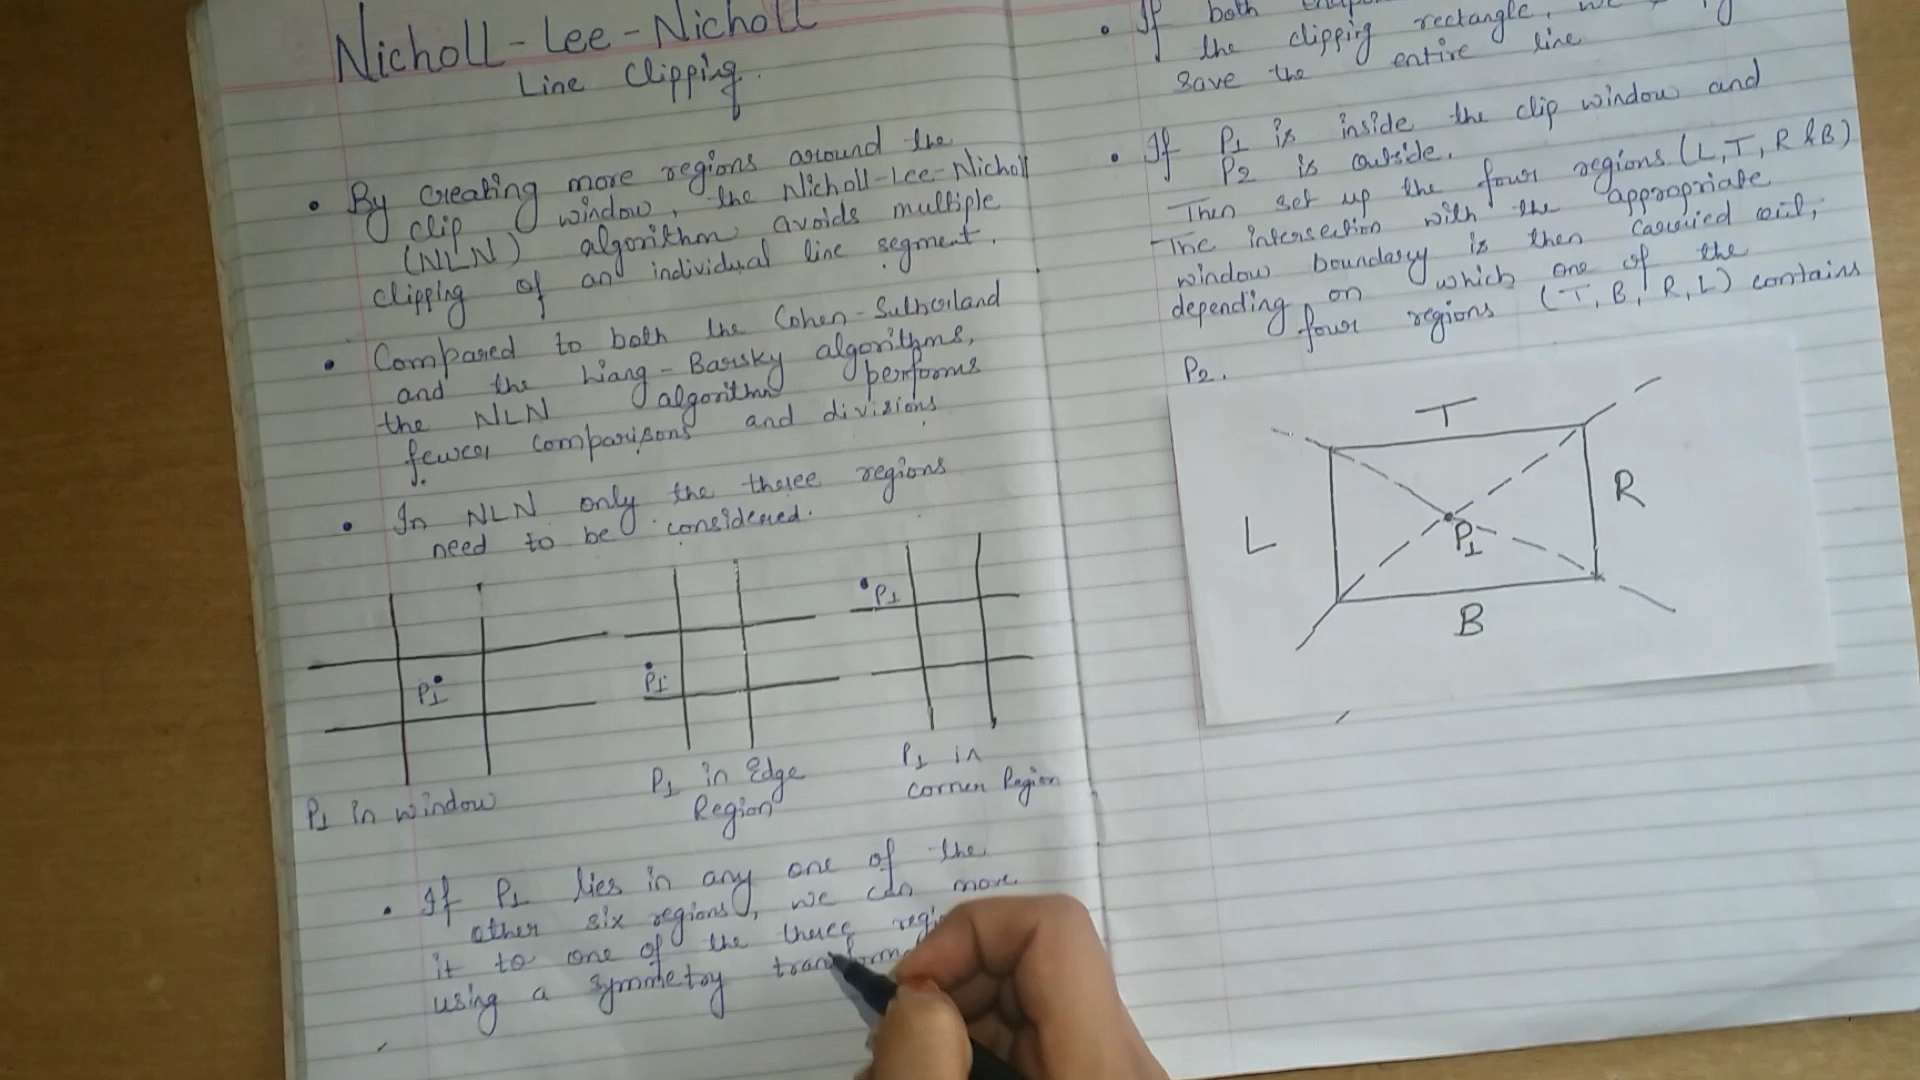 Nicholl-Lee-Nicholl
Line Clipping.
• By creating more regions around the
clip window, the Nicholl-Lee-Nicholl
(NLN) algorithm avoids multiple
clipping of an individual line segment.
• Compared to both the Cohen-Sutherland
and the Liang-Barsky algorithms,
the NLN algorithm performs
fewer comparisons and divisions.
• In NLN only the three regions
need to be considered.
P1
P1
P1
P1 in window
P1 in Edge
Region
P1 in
corner Region
• If P1 lies in any one of the
other six regions, we can move
it to one of the three
using a symmetry
• If both
the clipping rectangle, we
save the entire line
• If P1 is inside the clip window and
P2 is outside.
Then set up the four regions (L, T, R & B)
The intersection with the appropriate
window boundary is then carried out,
depending on which one of the
four regions (T, B, R, L) contains
P2.
T
L
P1
R
B